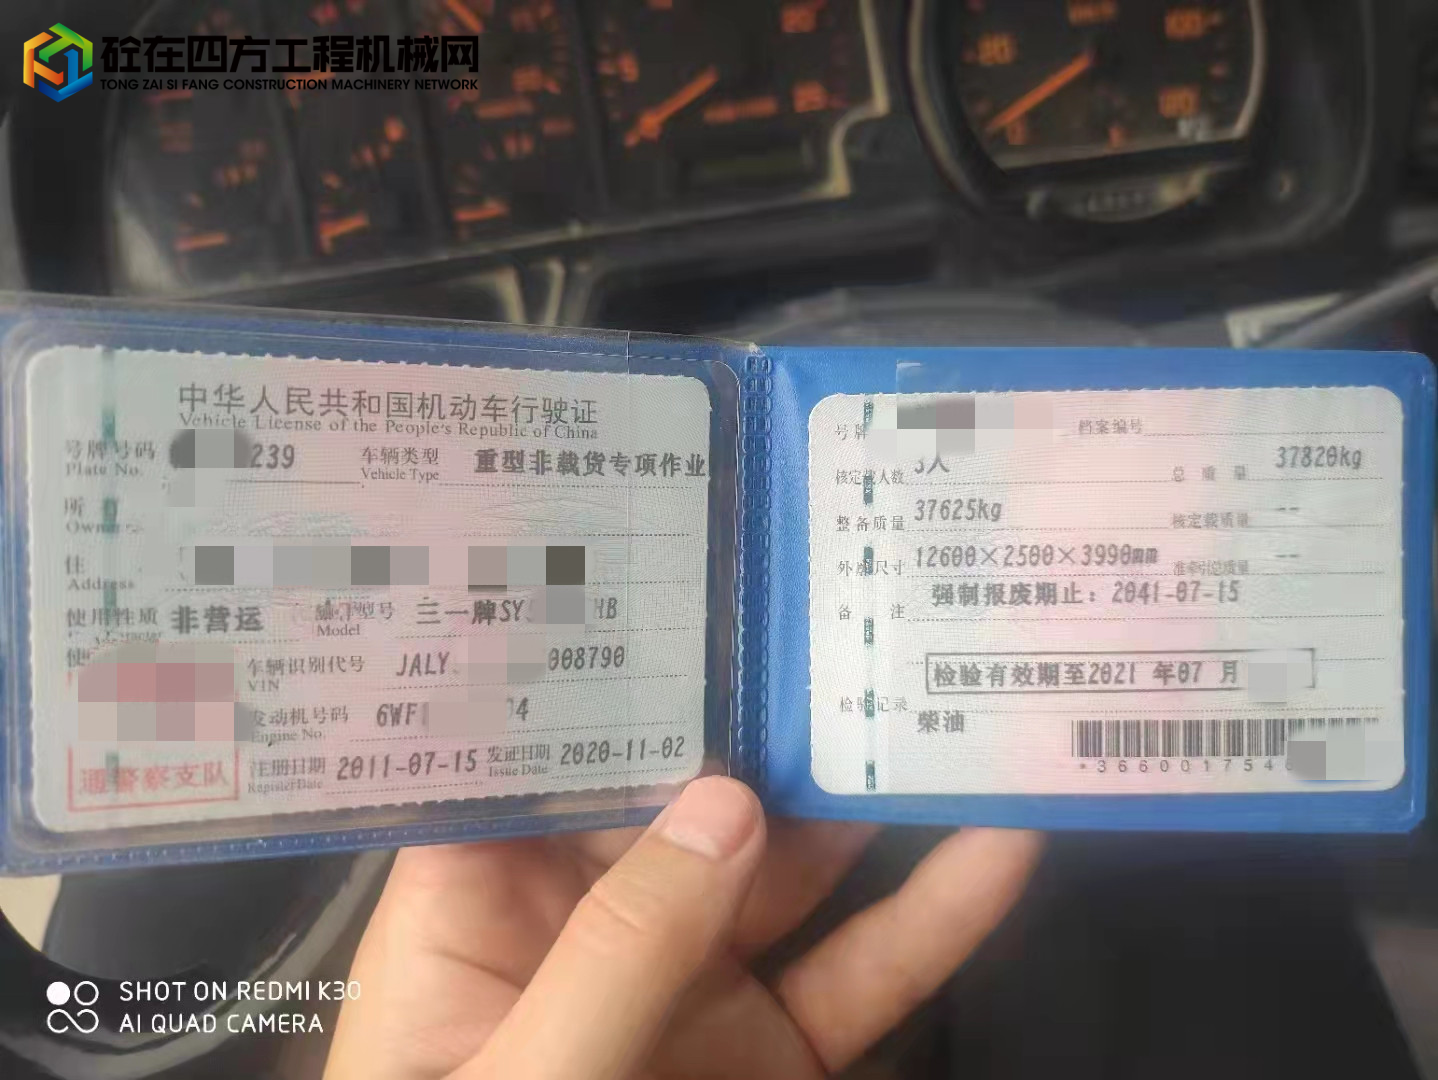 砼在四方工程机械网
TONG ZAI SI FANG CONSTRUCTION MACHINERY NETWORK
中华人民共和国机动车行驶证
Vehicle License of the People's Republic of China
号牌号码 239 车辆类型 重型非载货专项作业
Plate No. Vehicle Type
所
Owner
住
Address
使用性质 非营运 型号 三一牌SY HB
Model
使 车辆识别代号 JALY 008790
VIN
发动机号码 6WF 4
Engine No.
通警察支队 注册日期 2011-07-15 发证日期 2020-11-02
Register Date Issue Date
号牌 档案编号
核定载人数 3人 总质量 37820kg
整备质量 37625kg 核定载质量 --
外廓尺寸 12600×2500×3990mm 准牵引总质量 --
备注 强制报废期止：2041-07-15
检验有效期至2021 年07 月
检验记录
柴油
*366001754
SHOT ON REDMI K30
AI QUAD CAMERA